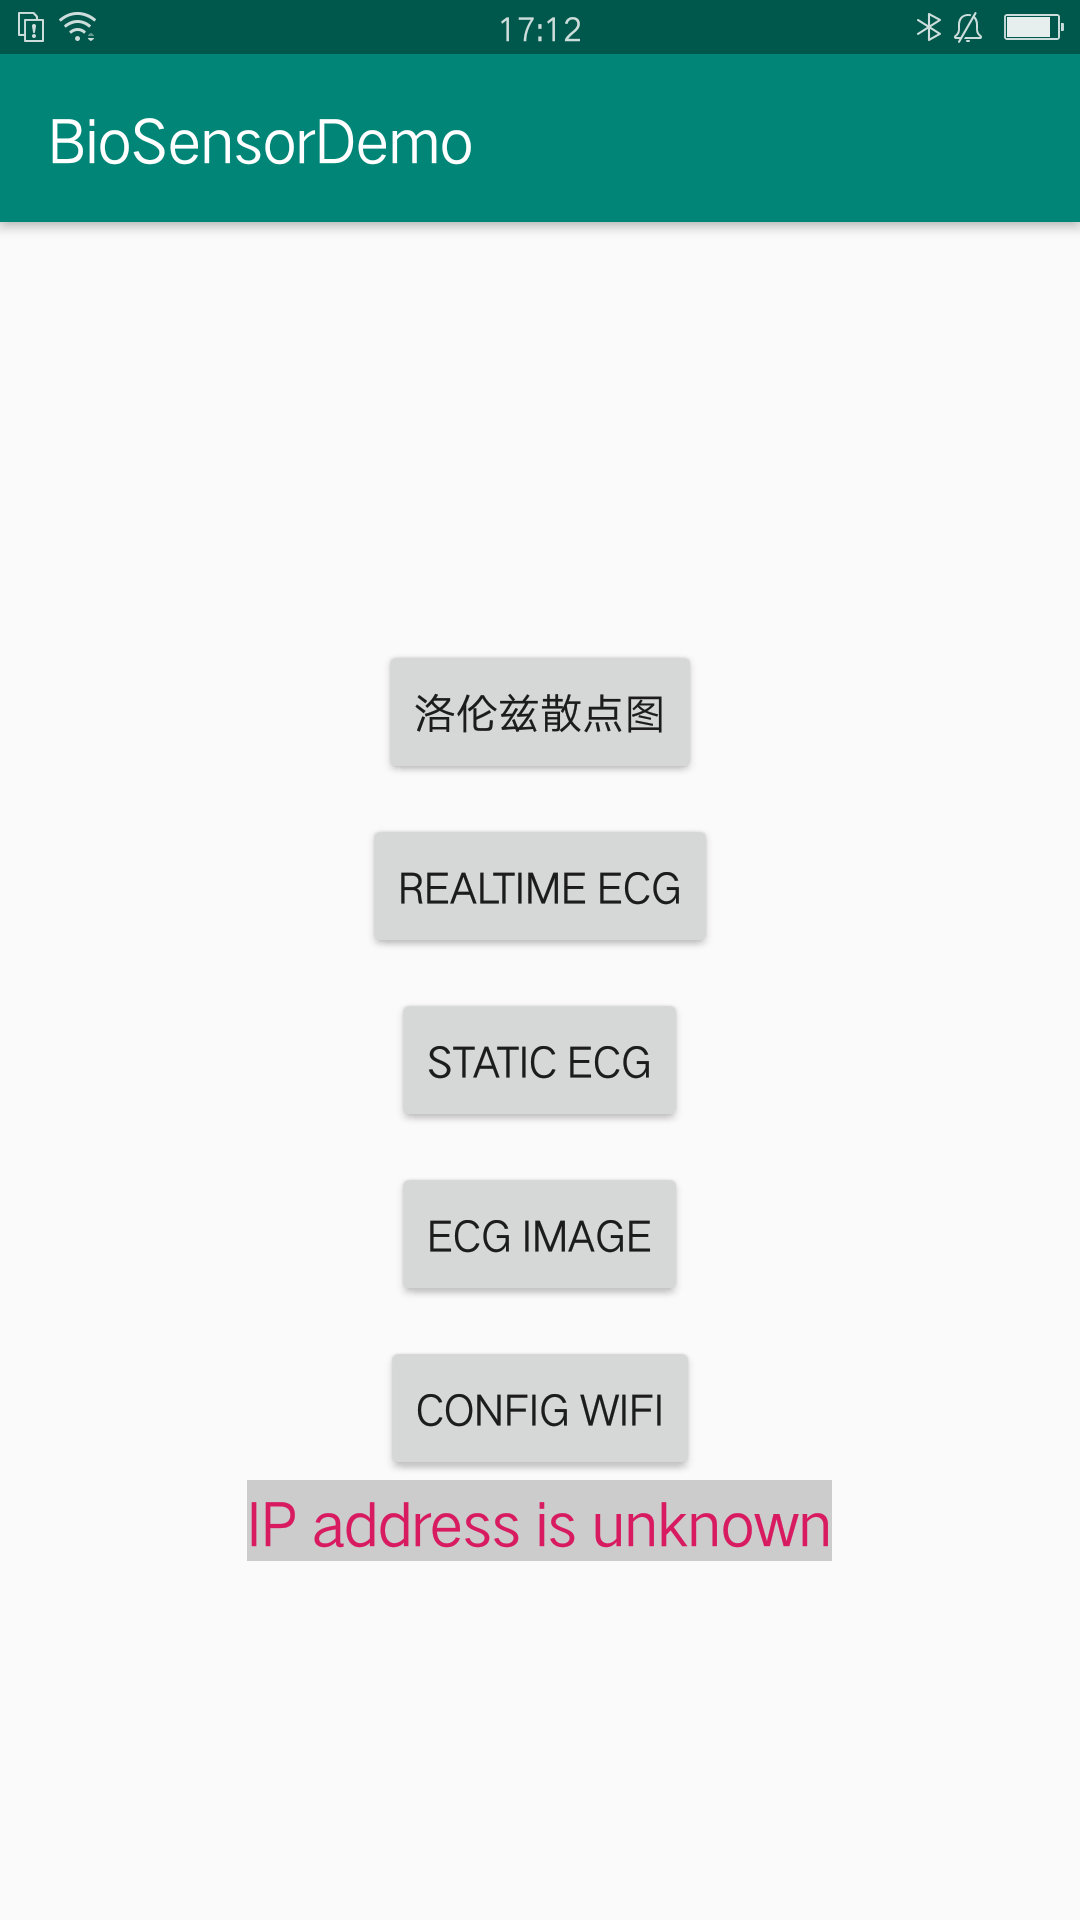 17:12
BioSensorDemo
洛伦兹散点图
REALTIME ECG
STATIC ECG
ECG IMAGE
CONFIG WIFI
IP address is unknown